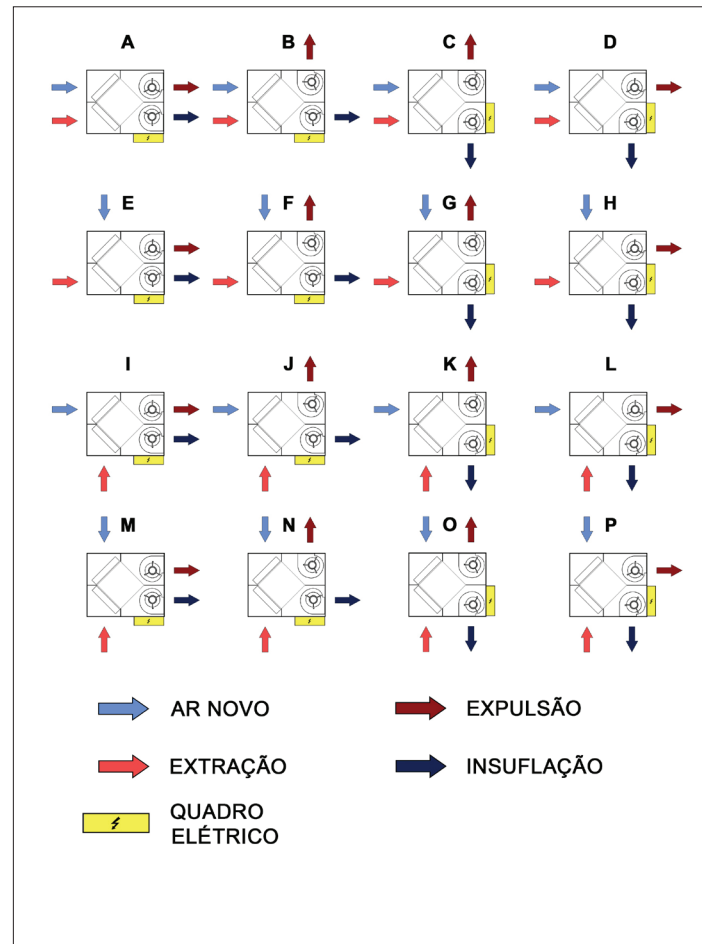 A B C D
E F G H
I J K L
M N O P
AR NOVO
EXPULSÃO
EXTRAÇÃO
INSUFLAÇÃO
QUADRO
ELÉTRICO